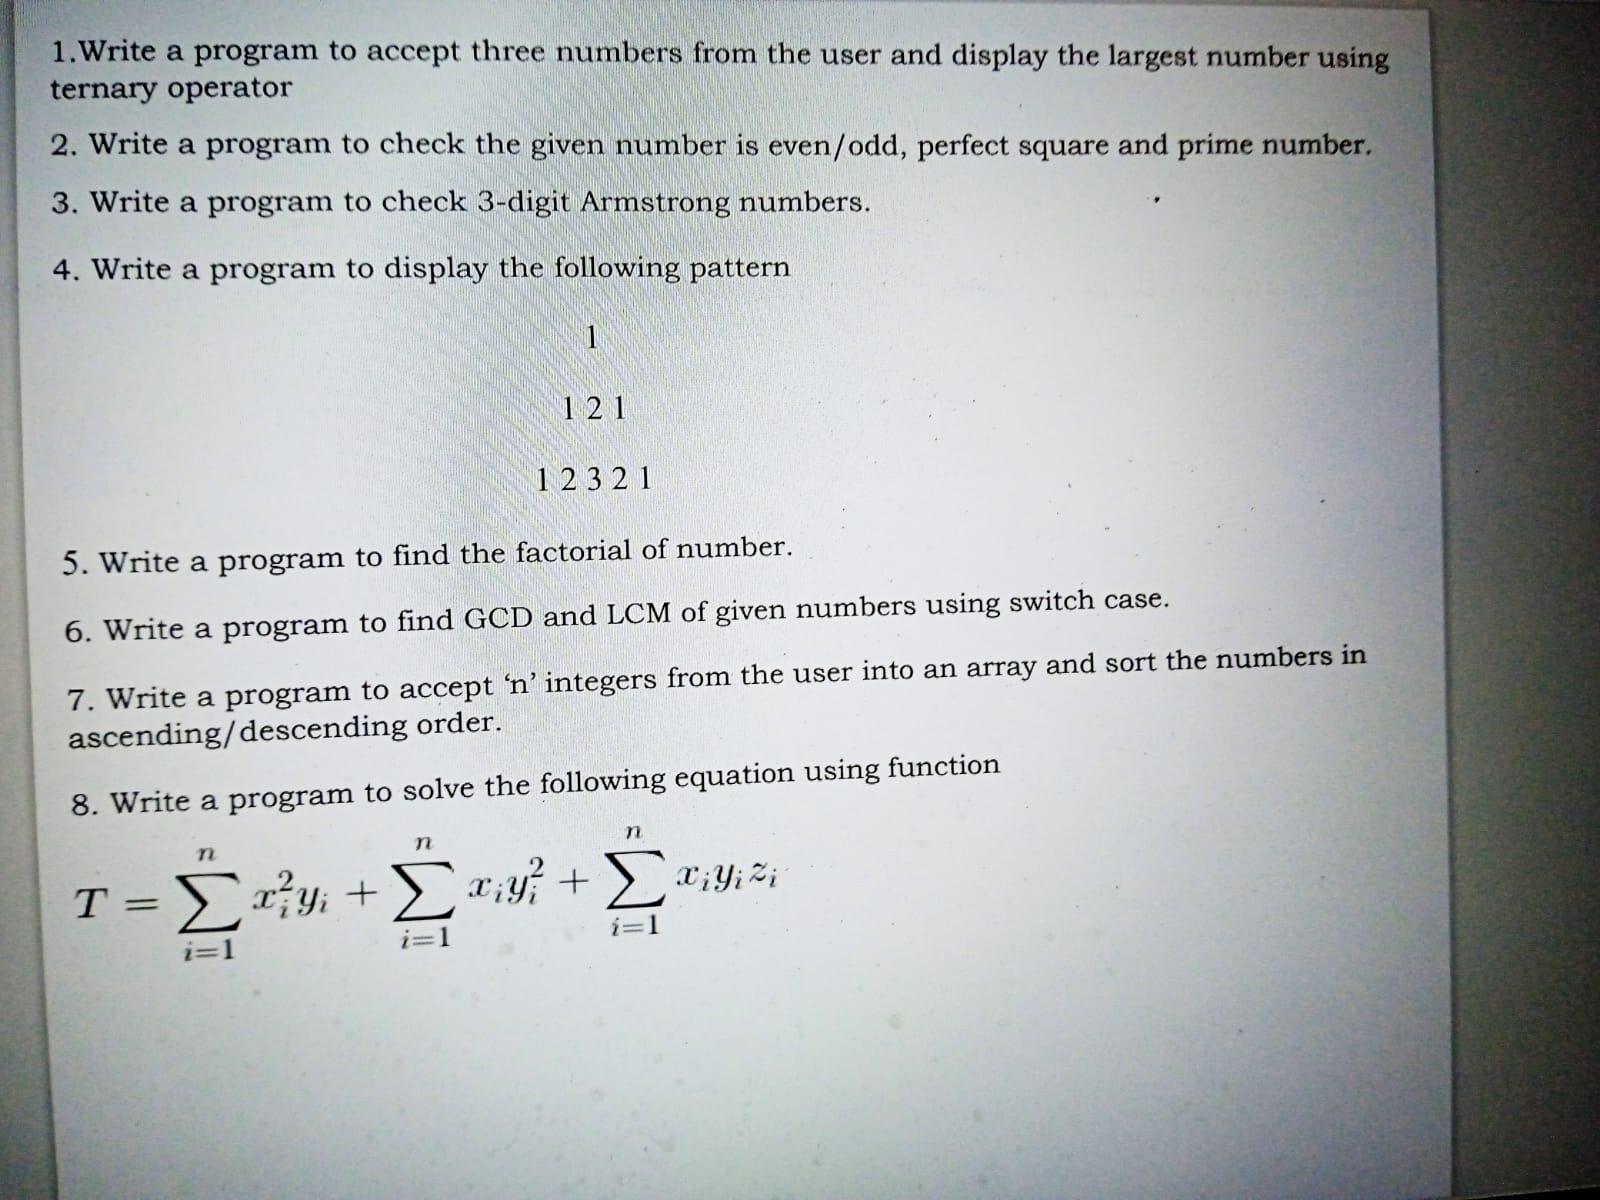 1.Write a program to accept three numbers from the user and display the largest number using
ternary operator
2. Write a program to check the given number is even/odd, perfect square and prime number.
3. Write a program to check 3-digit Armstrong numbers.
4. Write a program to display the following pattern
1
1 2 1
1 2 3 2 1
5. Write a program to find the factorial of number.
6. Write a program to find GCD and LCM of given numbers using switch case.
7. Write a program to accept ‘n’ integers from the user into an array and sort the numbers in
ascending/descending order.
8. Write a program to solve the following equation using function
T = ∑_{i=1}^{n} x_i^2 y_i + ∑_{i=1}^{n} x_i y_i^2 + ∑_{i=1}^{n} x_i y_i z_i